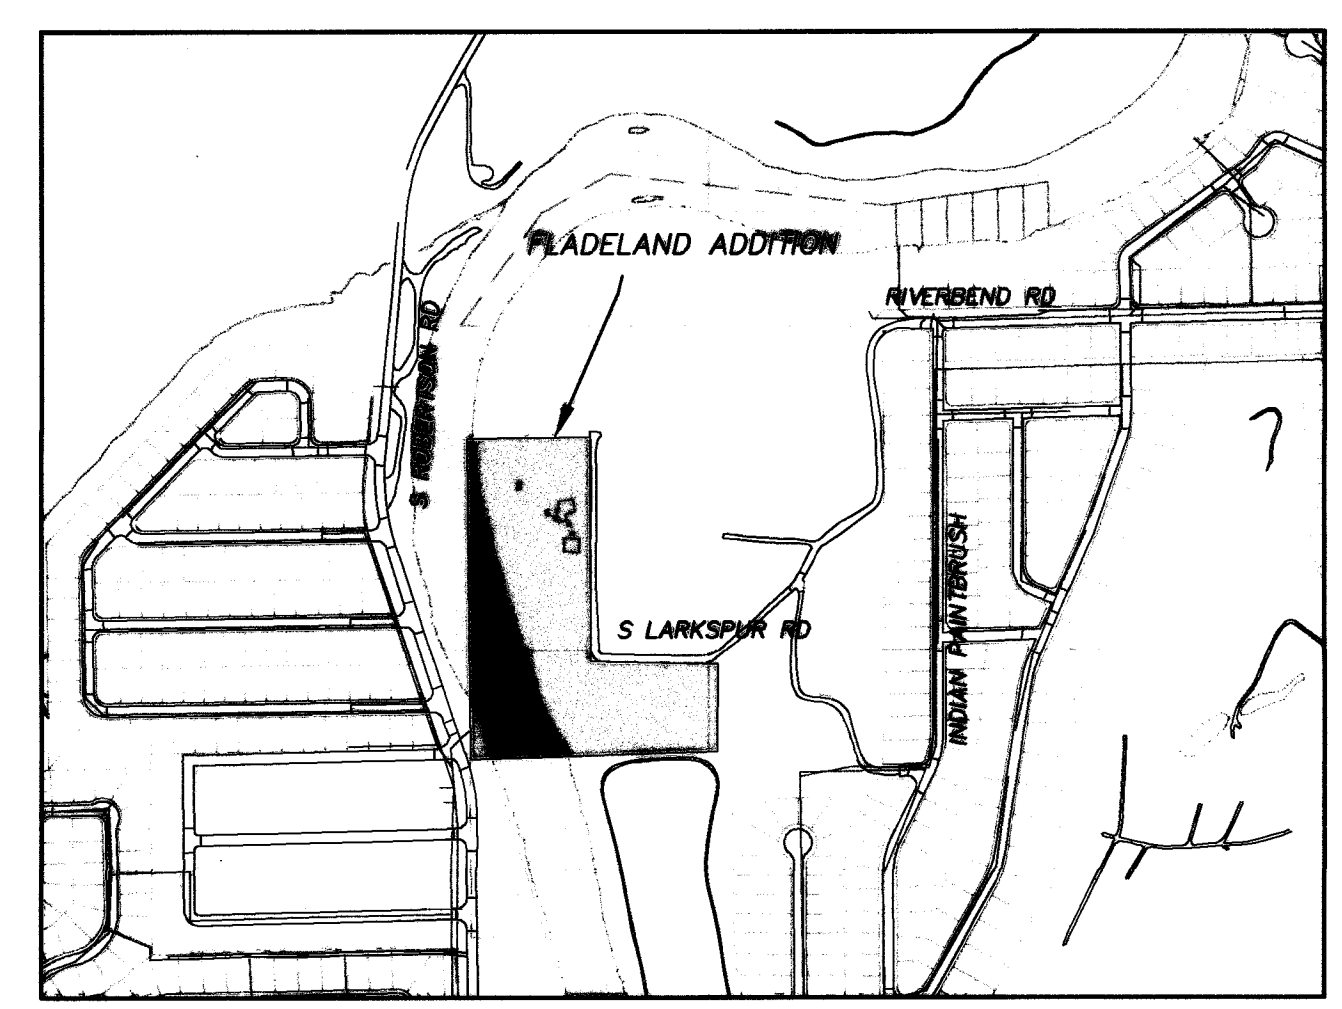 FLADELAND ADDITION
RIVERBEND RD
S ROBERTSON RD
INDIAN PAINTBRUSH
S LARKSPUR RD